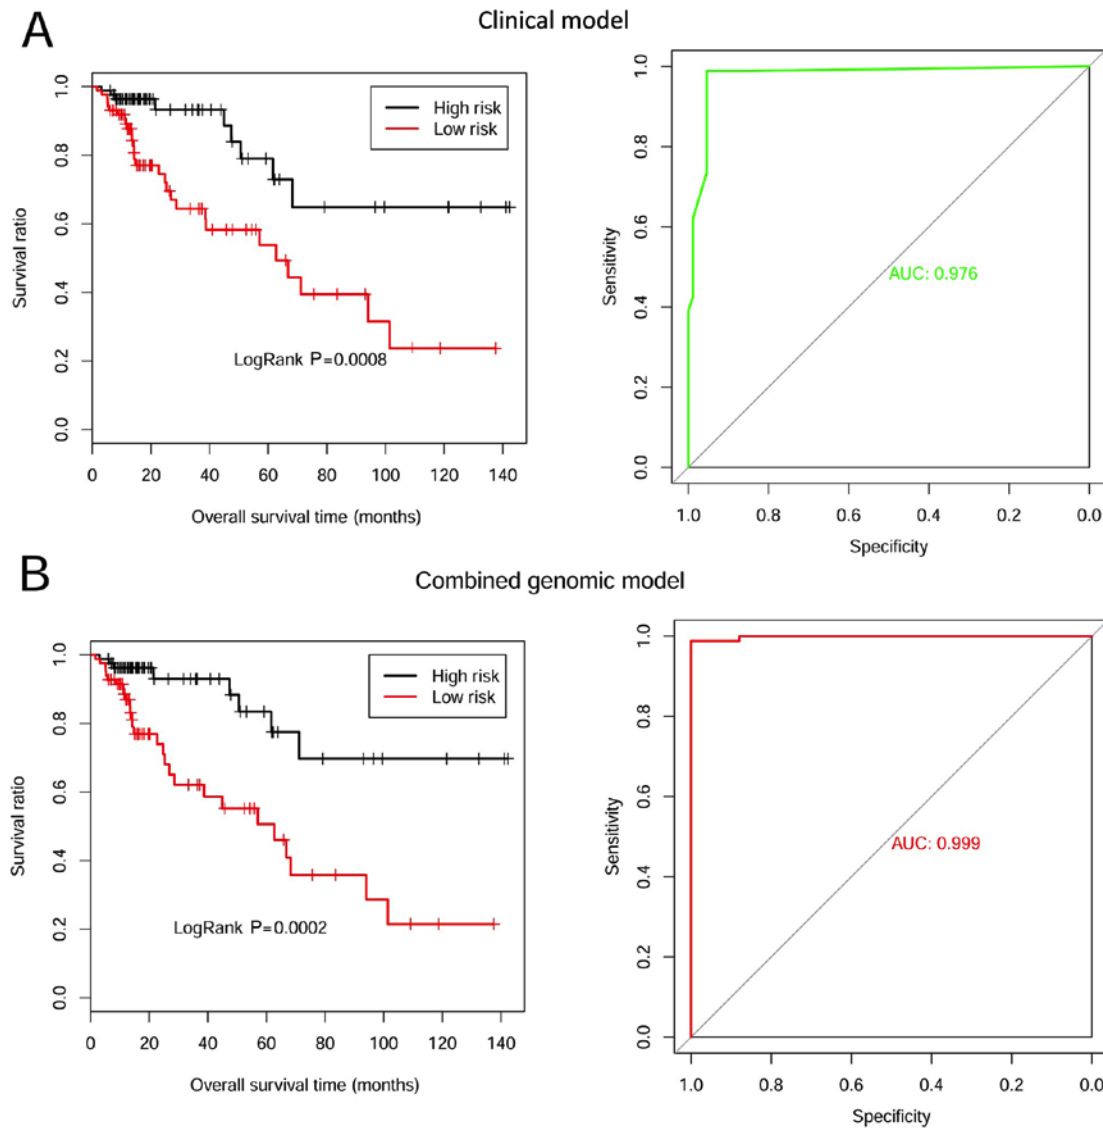 A
Clinical model
High risk
Low risk
LogRank P=0.0008
Survival ratio
0.0 0.2 0.4 0.6 0.8 1.0
0 20 40 60 80 100 120 140
Overall survival time (months)
AUC: 0.976
Sensitivity
0.0 0.2 0.4 0.6 0.8 1.0
1.0 0.8 0.6 0.4 0.2 0.0
Specificity
B
Combined genomic model
High risk
Low risk
LogRank P=0.0002
Survival ratio
0.0 0.2 0.4 0.6 0.8 1.0
0 20 40 60 80 100 120 140
Overall survival time (months)
AUC: 0.999
Sensitivity
0.0 0.2 0.4 0.6 0.8 1.0
1.0 0.8 0.6 0.4 0.2 0.0
Specificity